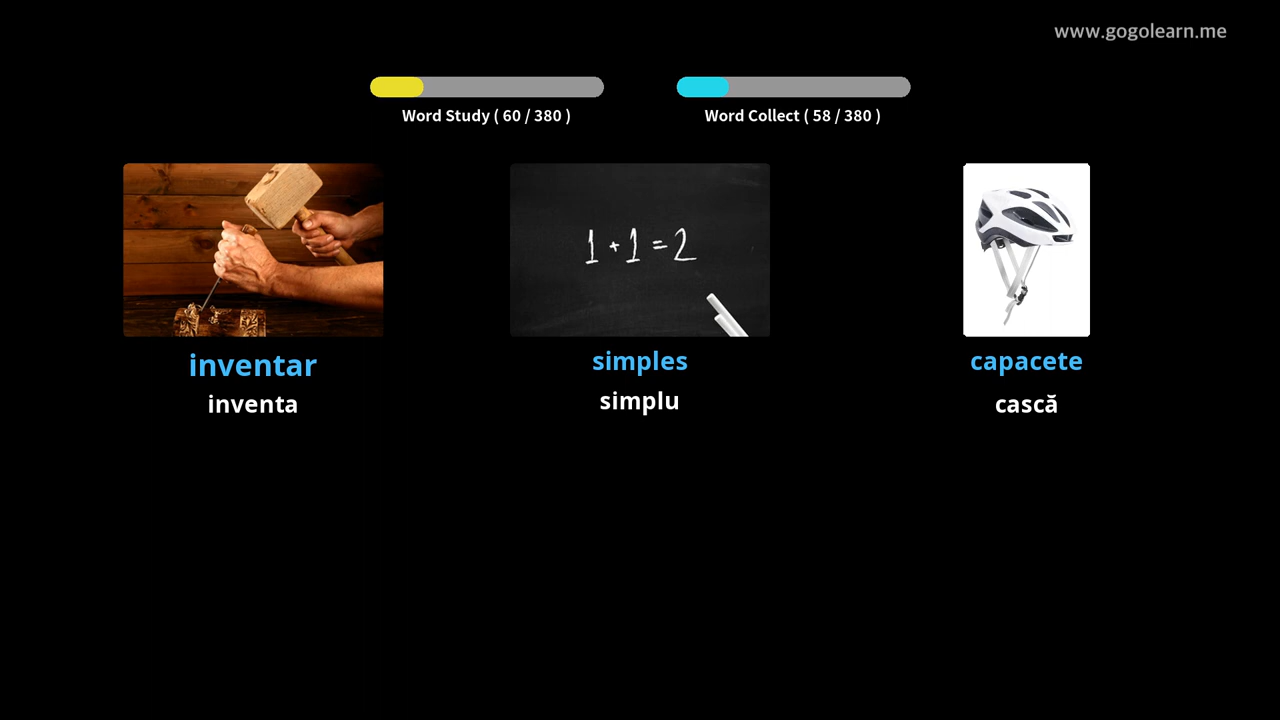 www.gogolearn.me
Word Study ( 60 / 380 )
Word Collect ( 58 / 380 )
1 + 1 = 2
inventar
inventa
simples
simplu
capacete
cască